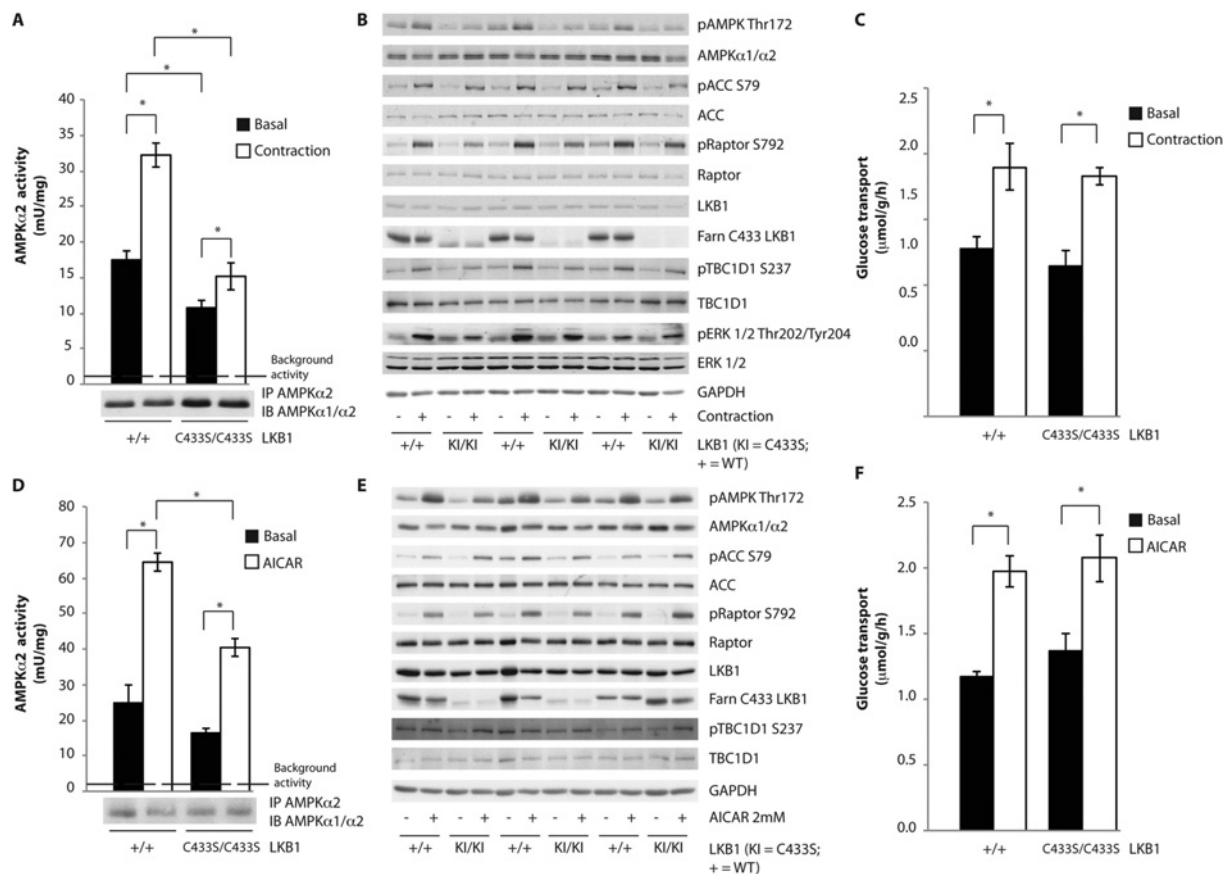 A
*
*
*
*
40
35
30
25
20
15
10
5
0
AMPKα2 activity
(mU/mg)
Basal
Contraction
Background
activity
IP AMPKα2
IB AMPKα1/α2
+/+ C433S/C433S LKB1
B
pAMPK Thr172
AMPKα1/α2
pACC S79
ACC
pRaptor S792
Raptor
LKB1
Farn C433 LKB1
pTBC1D1 S237
TBC1D1
pERK 1/2 Thr202/Tyr204
ERK 1/2
GAPDH
- + - + - + - + - + - + Contraction
+/+ KI/KI +/+ KI/KI +/+ KI/KI LKB1 (KI = C433S;
+ = WT)
C
*
*
2.5
2.0
1.5
1.0
0.5
0.0
Glucose transport
(μmol/g/h)
Basal
Contraction
+/+ C433S/C433S LKB1
D
*
*
*
80
70
60
50
40
30
20
10
0
AMPKα2 activity
(mU/mg)
Basal
AICAR
Background
activity
IP AMPKα2
IB AMPKα1/α2
+/+ C433S/C433S LKB1
E
pAMPK Thr172
AMPKα1/α2
pACC S79
ACC
pRaptor S792
Raptor
LKB1
Farn C433 LKB1
pTBC1D1 S237
TBC1D1
GAPDH
- + - + - + - + - + - + AICAR 2mM
+/+ KI/KI +/+ KI/KI +/+ KI/KI LKB1 (KI = C433S;
+ = WT)
F
*
*
2.5
2.0
1.5
1.0
0.5
0.0
Glucose transport
(μmol/g/h)
Basal
AICAR
+/+ C433S/C433S LKB1